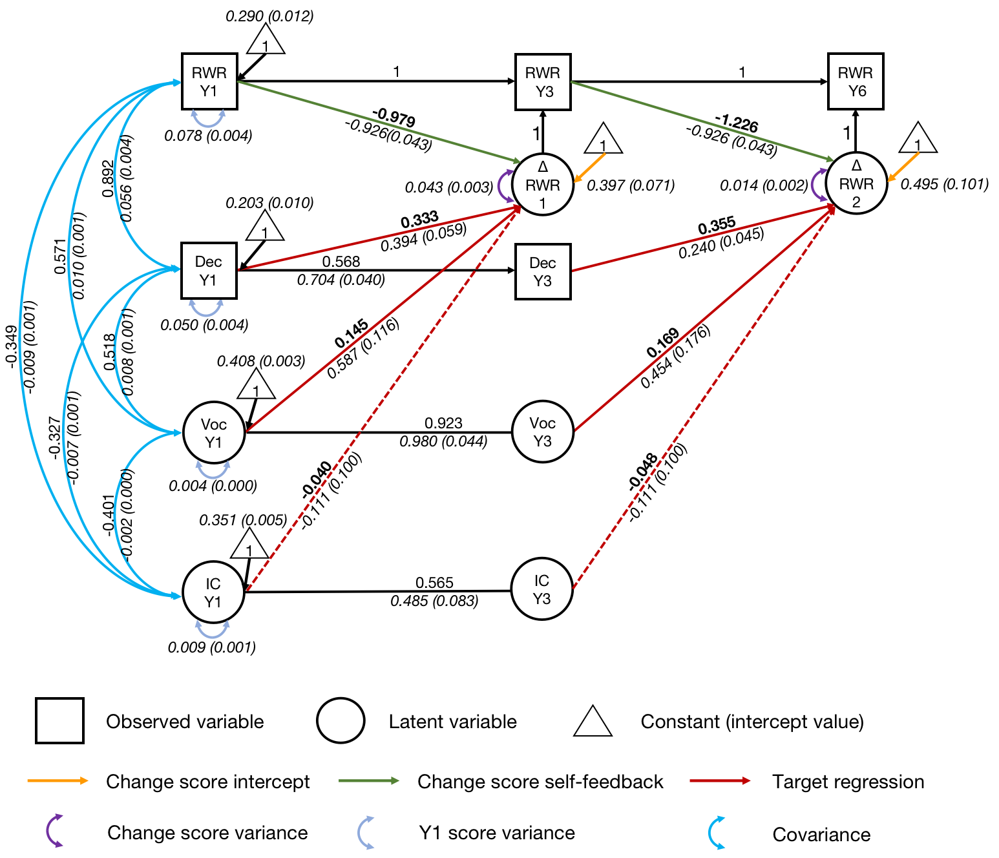 0.290 (0.012)
1
RWR
Y1
1
RWR
Y3
1
RWR
Y6
0.078 (0.004)
-0.979
-0.926(0.043)
-1.226
-0.926 (0.043)
1
1
1
1
0.892
0.056 (0.004)
Δ
RWR
1
0.043 (0.003)
0.397 (0.071)
Δ
RWR
2
0.014 (0.002)
0.495 (0.101)
0.203 (0.010)
1
0.333
0.394 (0.059)
0.355
0.240 (0.045)
0.571
0.010 (0.001)
Dec
Y1
0.568
0.704 (0.040)
Dec
Y3
0.050 (0.004)
-0.349
-0.009 (0.001)
0.518
0.008 (0.001)
0.145
0.587 (0.116)
0.169
0.454 (0.176)
0.408 (0.003)
1
Voc
Y1
0.923
0.980 (0.044)
Voc
Y3
-0.327
-0.007 (0.001)
0.004 (0.000)
-0.401
-0.002 (0.000)
-0.040
-0.111 (0.100)
-0.048
-0.111 (0.100)
0.351 (0.005)
1
IC
Y1
0.565
0.485 (0.083)
IC
Y3
0.009 (0.001)
Observed variable
Latent variable
Constant (intercept value)
Change score intercept
Change score self-feedback
Target regression
Change score variance
Y1 score variance
Covariance